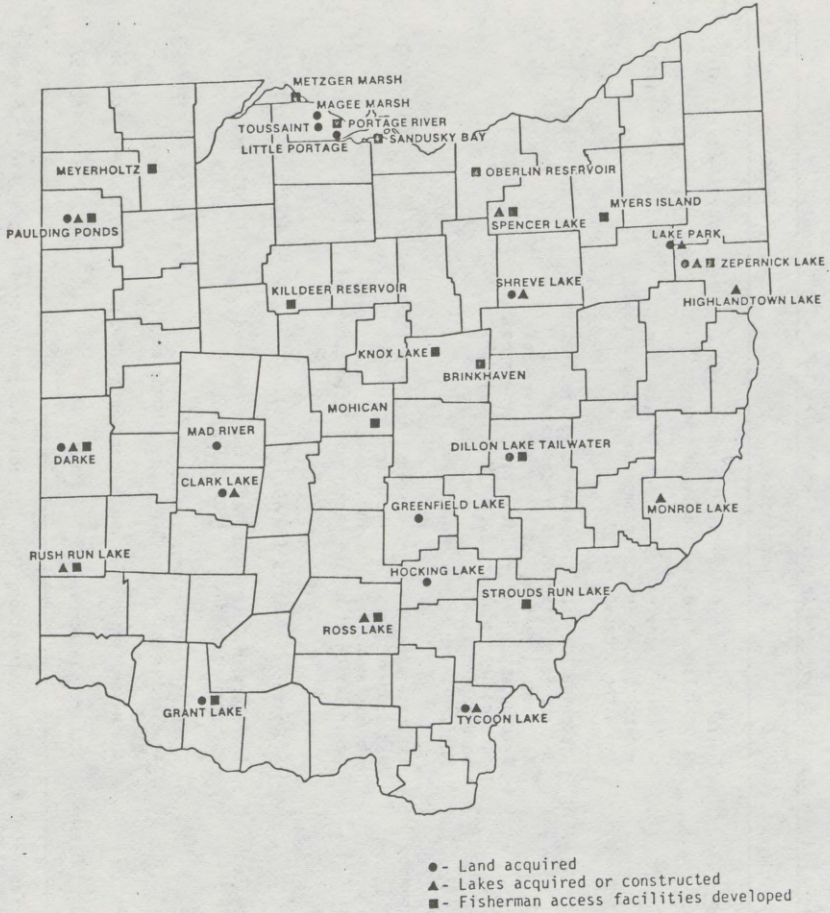 METZGER MARSH
MAGEE MARSH
TOUSSAINT
PORTAGE RIVER
LITTLE PORTAGE
SANDUSKY BAY
MEYERHOLTZ
OBERLIN RESERVOIR
MYERS ISLAND
PAULDING PONDS
SPENCER LAKE
LAKE PARK
ZEPERNICK LAKE
SHREVE LAKE
KILLDEER RESERVOIR
HIGHLANDTOWN LAKE
KNOX LAKE
BRINKHAVEN
MOHICAN
MAD RIVER
DILLON LAKE TAILWATER
DARKE
CLARK LAKE
GREENFIELD LAKE
MONROE LAKE
RUSH RUN LAKE
HOCKING LAKE
STROUDS RUN LAKE
ROSS LAKE
GRANT LAKE
TYCOON LAKE
● - Land acquired
▲ - Lakes acquired or constructed
■ - Fisherman access facilities developed